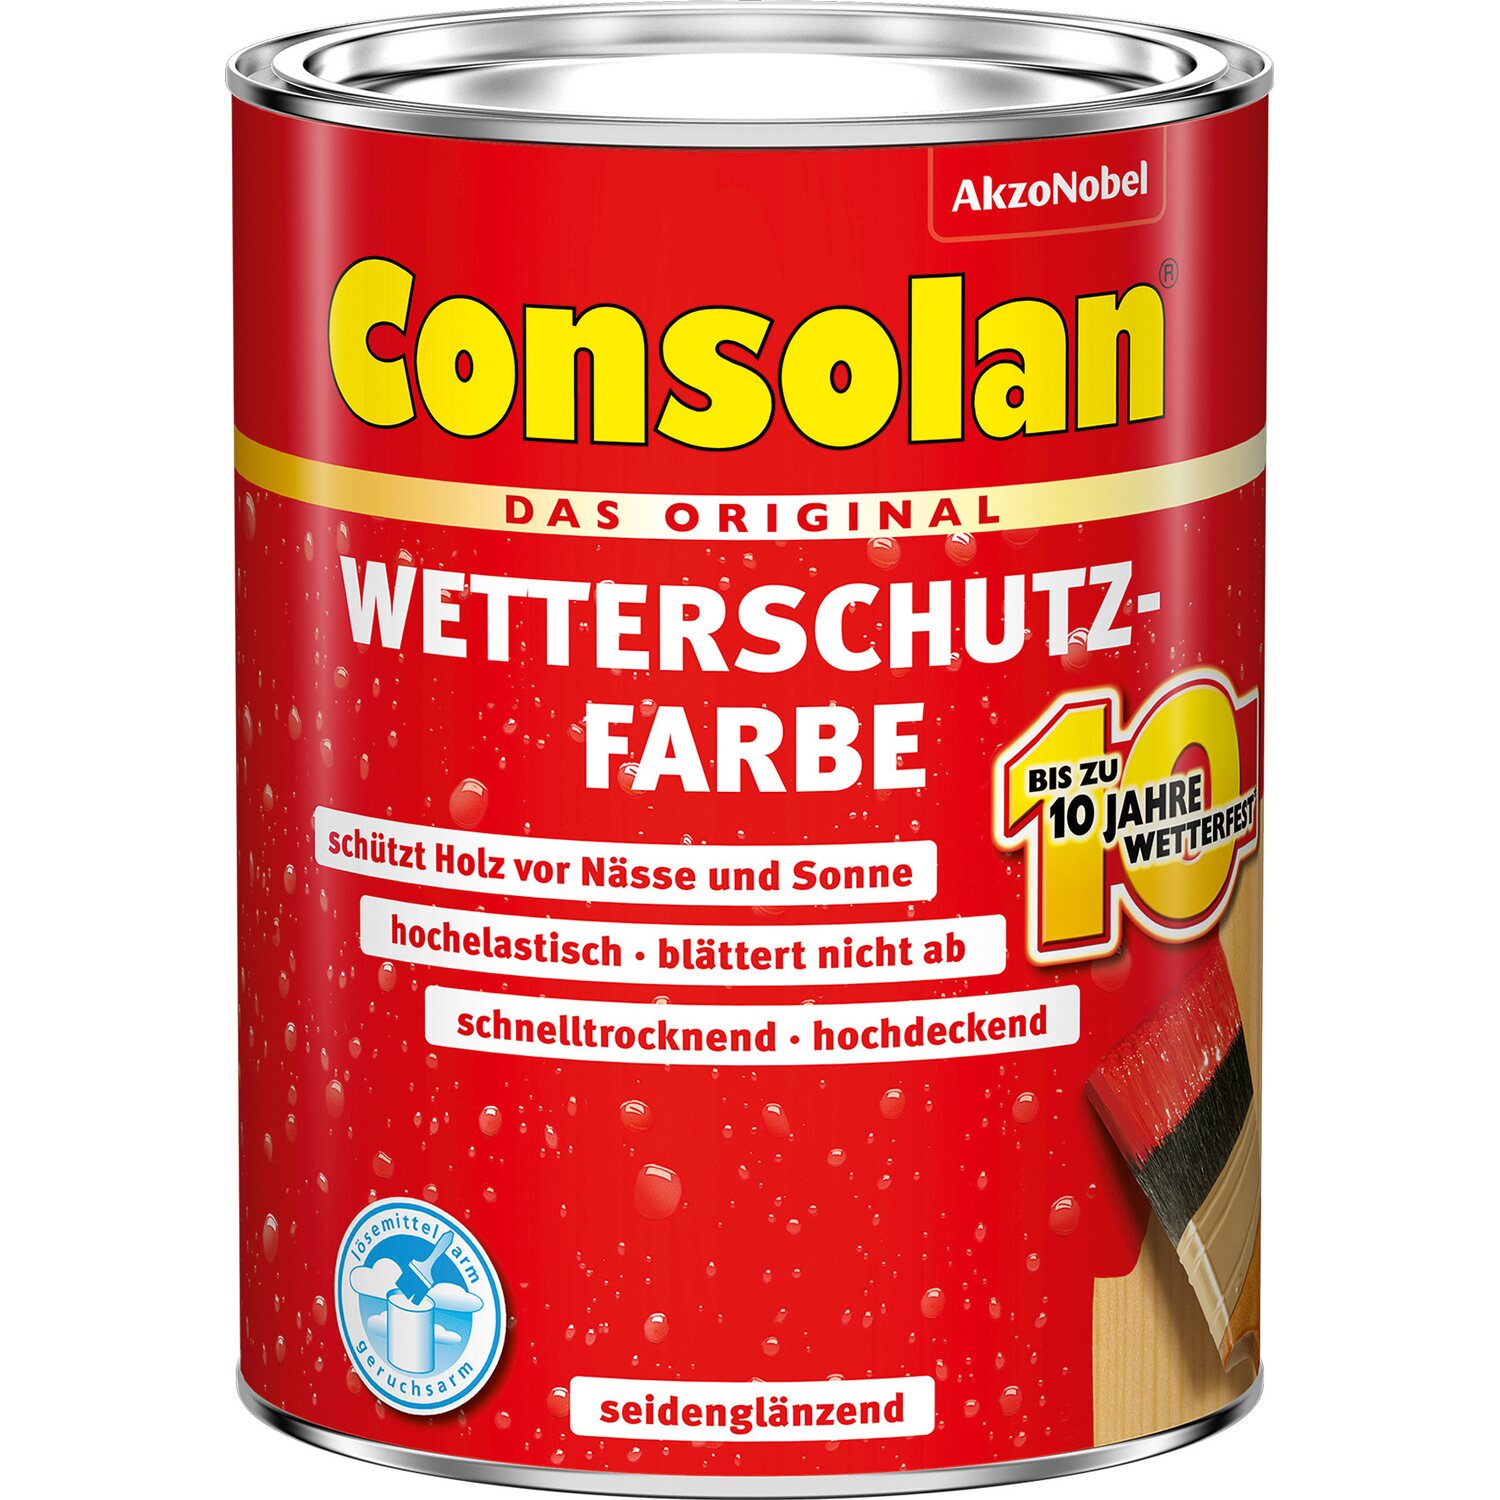 AkzoNobel
Consolan®
DAS ORIGINAL
WETTERSCHUTZ-
FARBE
BIS ZU
10 JAHRE
WETTERFEST*
schützt Holz vor Nässe und Sonne
hochelastisch · blättert nicht ab
schnelltrocknend · hochdeckend
lösemittelarm
geruchsarm
seidenglänzend